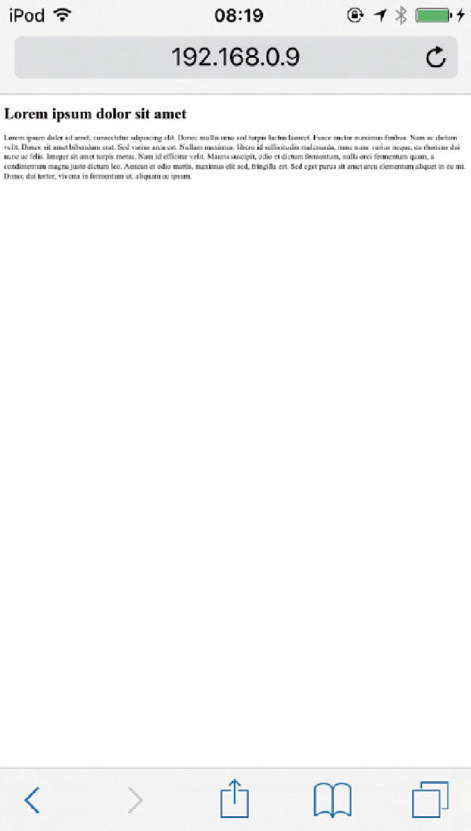 iPod 08:19
192.168.0.9
Lorem ipsum dolor sit amet
Lorem ipsum dolor sit amet, consectetur adipiscing elit. Donec mollis urna sed turpis luctus laoreet. Fusce auctor maximus finibus. Nam ac dictum
velit. Donec sit amet bibendum erat. Sed varius arcu est. Nullam maximus, libero id sollicitudin malesuada, nunc nunc varius neque, eu rhoncus dui
nunc ac felis. Integer sit amet turpis metus. Nam id efficitur velit. Mauris suscipit, odio et dictum fermentum, nulla orci fermentum quam, a
condimentum magna justo dictum leo. Aenean et odio mattis, maximus elit sed, fringilla est. Sed eget purus sit amet arcu elementum aliquet in eu mi.
Donec dui tortor, viverra in fermentum ut, aliquam ac ipsum.